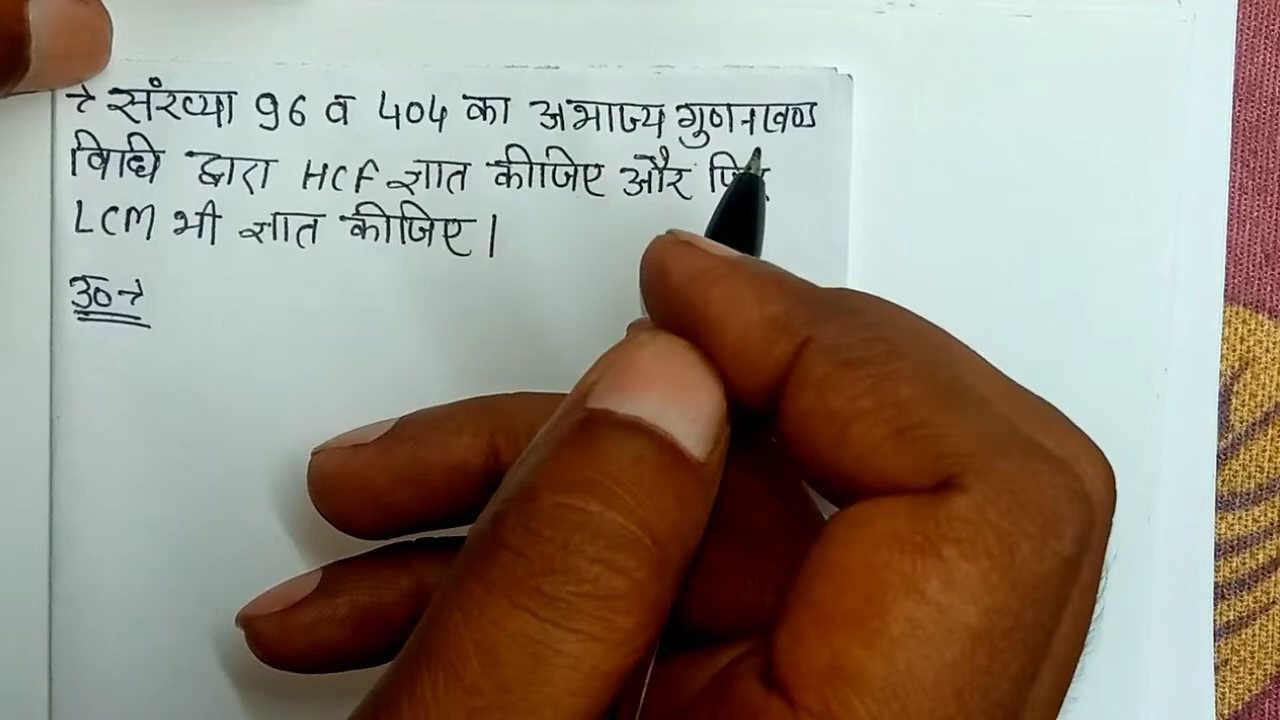 → संख्या 96 व 404 का अभाज्य गुणनखण्ड
विधि द्वारा HCF ज्ञात कीजिए और
LCM भी ज्ञात कीजिए।
उ०→